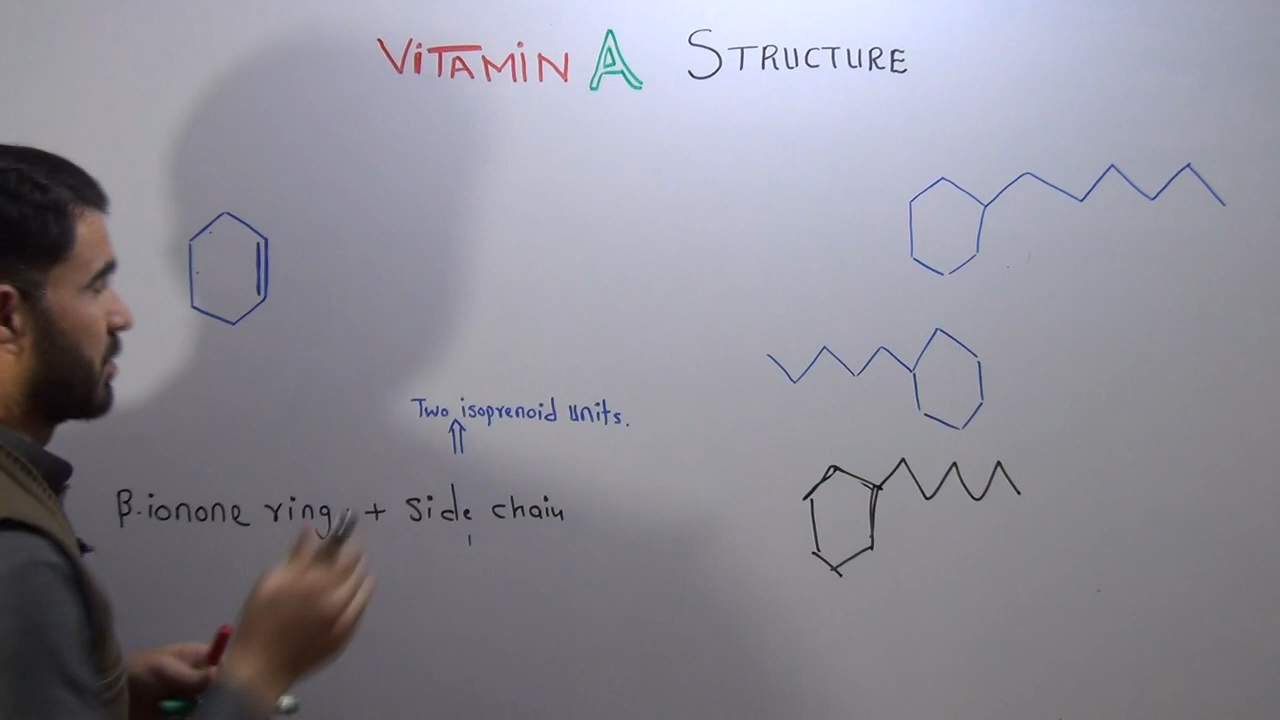 VITAMIN A STRUCTURE
Two isoprenoid units.
β-ionone ring + side chain